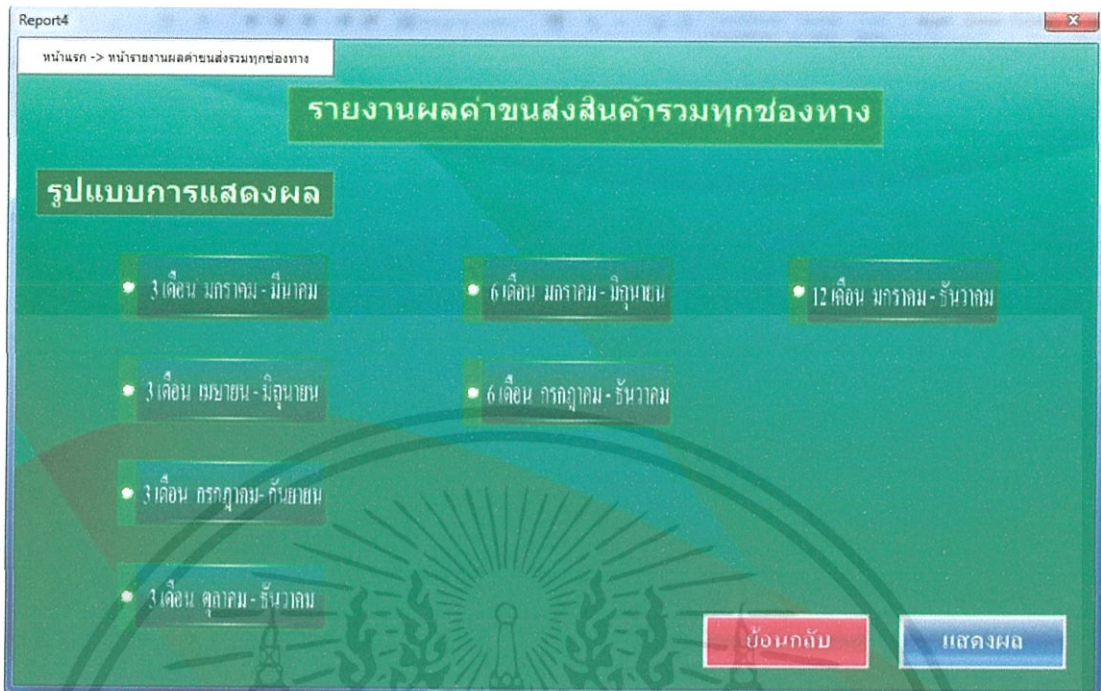 Report4
หน้าแรก -> หน้ารายงานผลค่าขนส่งรวมทุกช่องทาง
รายงานผลค่าขนส่งสินค้ารวมทุกช่องทาง
รูปแบบการแสดงผล
3 เดือน มกราคม - มีนาคม
6 เดือน มกราคม - มิถุนายน
12 เดือน มกราคม - ธันวาคม
3 เดือน เมษายน - มิถุนายน
6 เดือน กรกฎาคม - ธันวาคม
3 เดือน กรกฎาคม- กันยายน
3 เดือน ตุลาคม - ธันวาคม
ย้อนกลับ
แสดงผล